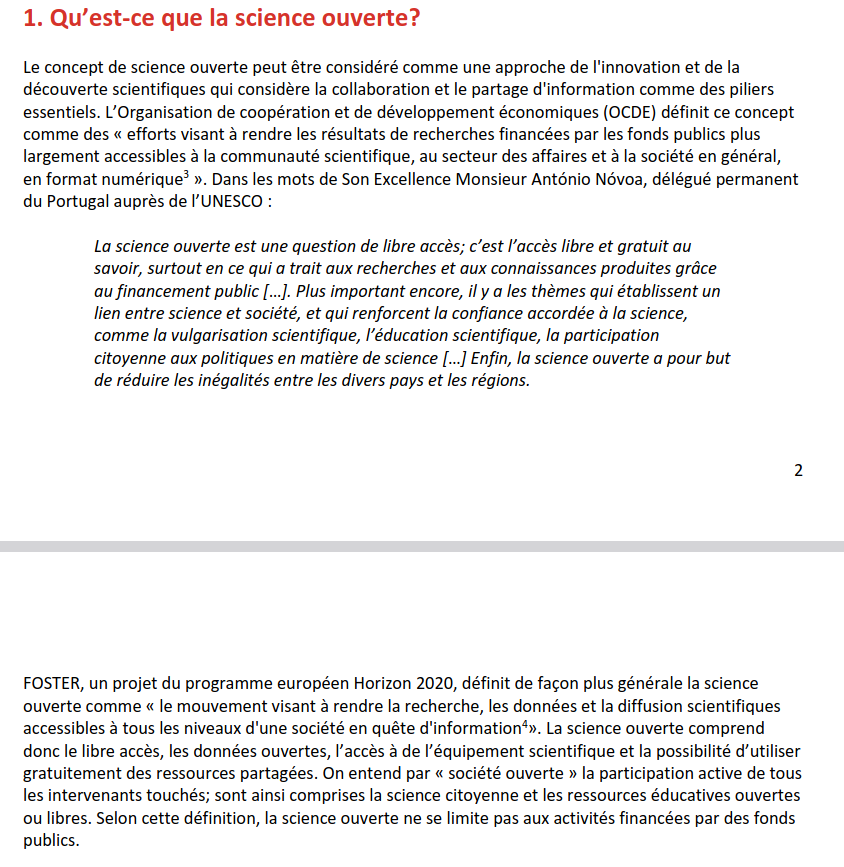 1. Qu’est-ce que la science ouverte?
Le concept de science ouverte peut être considéré comme une approche de l'innovation et de la
découverte scientifiques qui considère la collaboration et le partage d'information comme des piliers
essentiels. L’Organisation de coopération et de développement économiques (OCDE) définit ce concept
comme des « efforts visant à rendre les résultats de recherches financées par les fonds publics plus
largement accessibles à la communauté scientifique, au secteur des affaires et à la société en général,
en format numérique³ ». Dans les mots de Son Excellence Monsieur António Nóvoa, délégué permanent
du Portugal auprès de l’UNESCO :
La science ouverte est une question de libre accès; c’est l’accès libre et gratuit au
savoir, surtout en ce qui a trait aux recherches et aux connaissances produites grâce
au financement public [...]. Plus important encore, il y a les thèmes qui établissent un
lien entre science et société, et qui renforcent la confiance accordée à la science,
comme la vulgarisation scientifique, l’éducation scientifique, la participation
citoyenne aux politiques en matière de science [...] Enfin, la science ouverte a pour but
de réduire les inégalités entre les divers pays et les régions.
2
FOSTER, un projet du programme européen Horizon 2020, définit de façon plus générale la science
ouverte comme « le mouvement visant à rendre la recherche, les données et la diffusion scientifiques
accessibles à tous les niveaux d'une société en quête d'information⁴». La science ouverte comprend
donc le libre accès, les données ouvertes, l’accès à de l’équipement scientifique et la possibilité d’utiliser
gratuitement des ressources partagées. On entend par « société ouverte » la participation active de tous
les intervenants touchés; sont ainsi comprises la science citoyenne et les ressources éducatives ouvertes
ou libres. Selon cette définition, la science ouverte ne se limite pas aux activités financées par des fonds
publics.